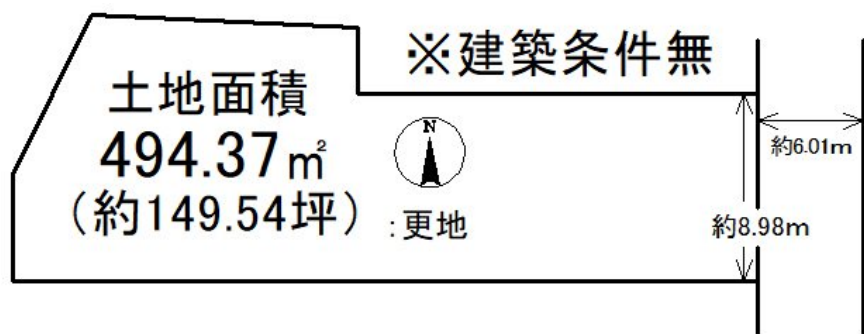 ※建築条件無
土地面積
494.37㎡
（約149.54坪）
N
:更地
約6.01m
約8.98m